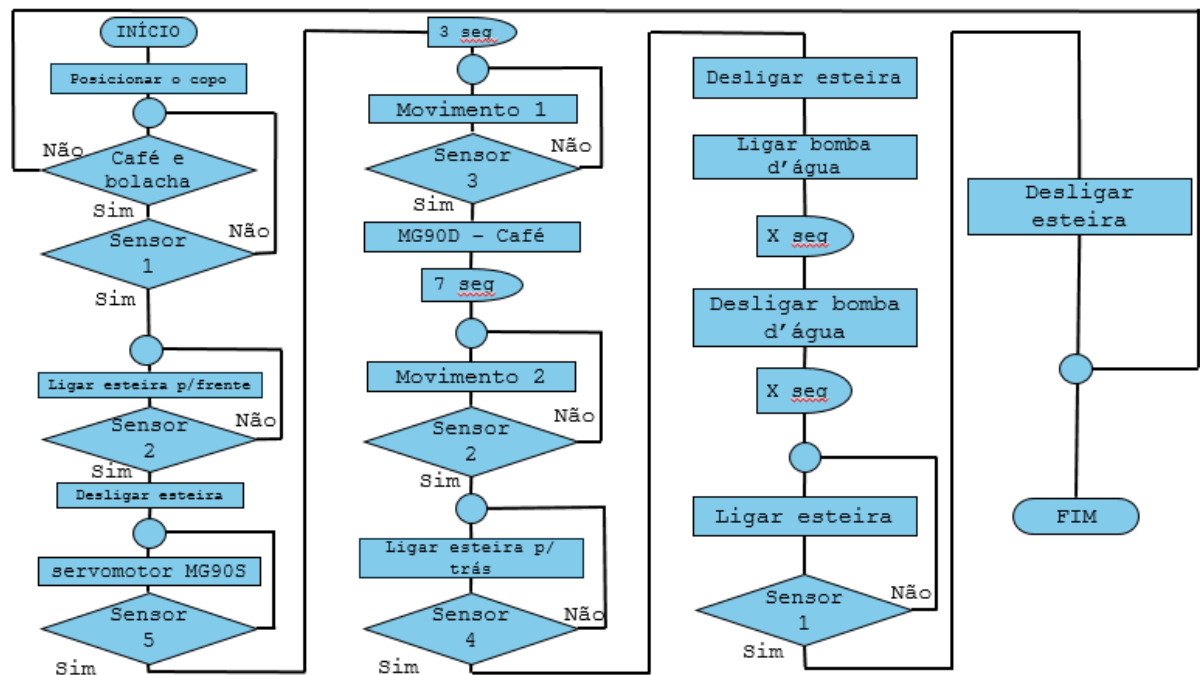 INÍCIO
Posicionar o copo
Não
Café e
bolacha
Sim
Sensor
1
Não
Sim
Ligar esteira p/frente
Sensor
2
Não
Sim
Desligar esteira
servomotor MG90S
Sensor
5
Sim
3 seg
Movimento 1
Sensor
3
Não
Sim
MG90D – Café
7 seg
Movimento 2
Sensor
2
Não
Sim
Ligar esteira p/
trás
Sensor
4
Não
Sim
Desligar esteira
Ligar bomba
d'água
X seg
Desligar bomba
d'água
X seg
Ligar esteira
Sensor
1
Não
Sim
Desligar
esteira
FIM